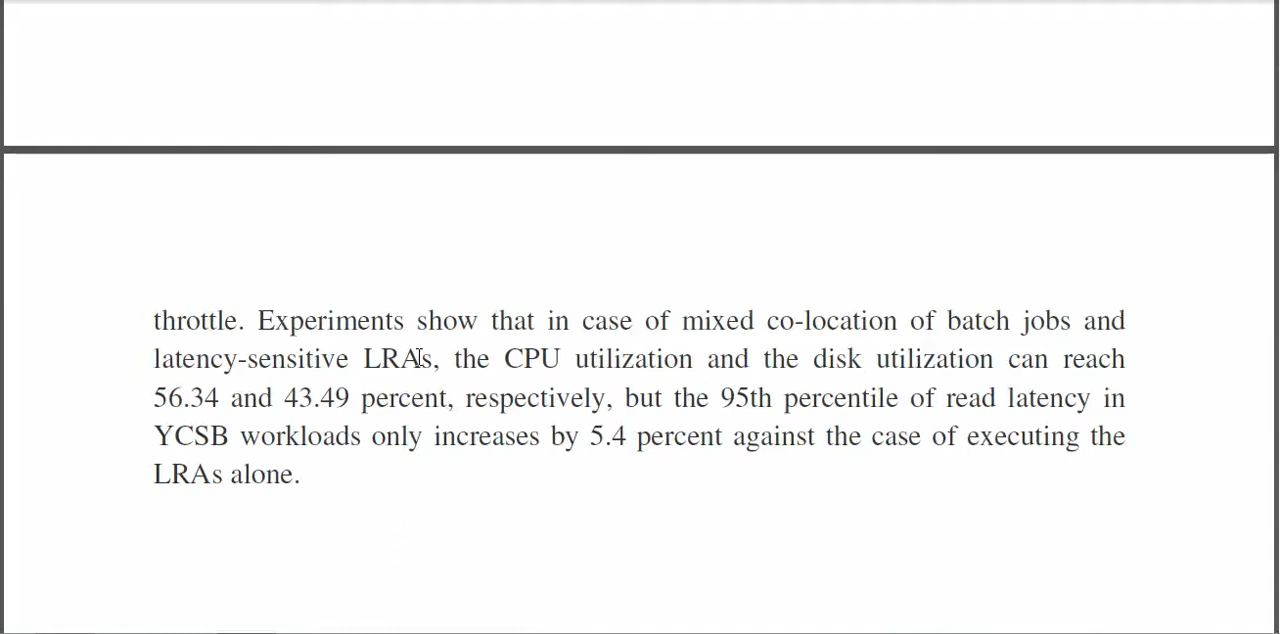 throttle. Experiments show that in case of mixed co-location of batch jobs and
latency-sensitive LRAs, the CPU utilization and the disk utilization can reach
56.34 and 43.49 percent, respectively, but the 95th percentile of read latency in
YCSB workloads only increases by 5.4 percent against the case of executing the
LRAs alone.